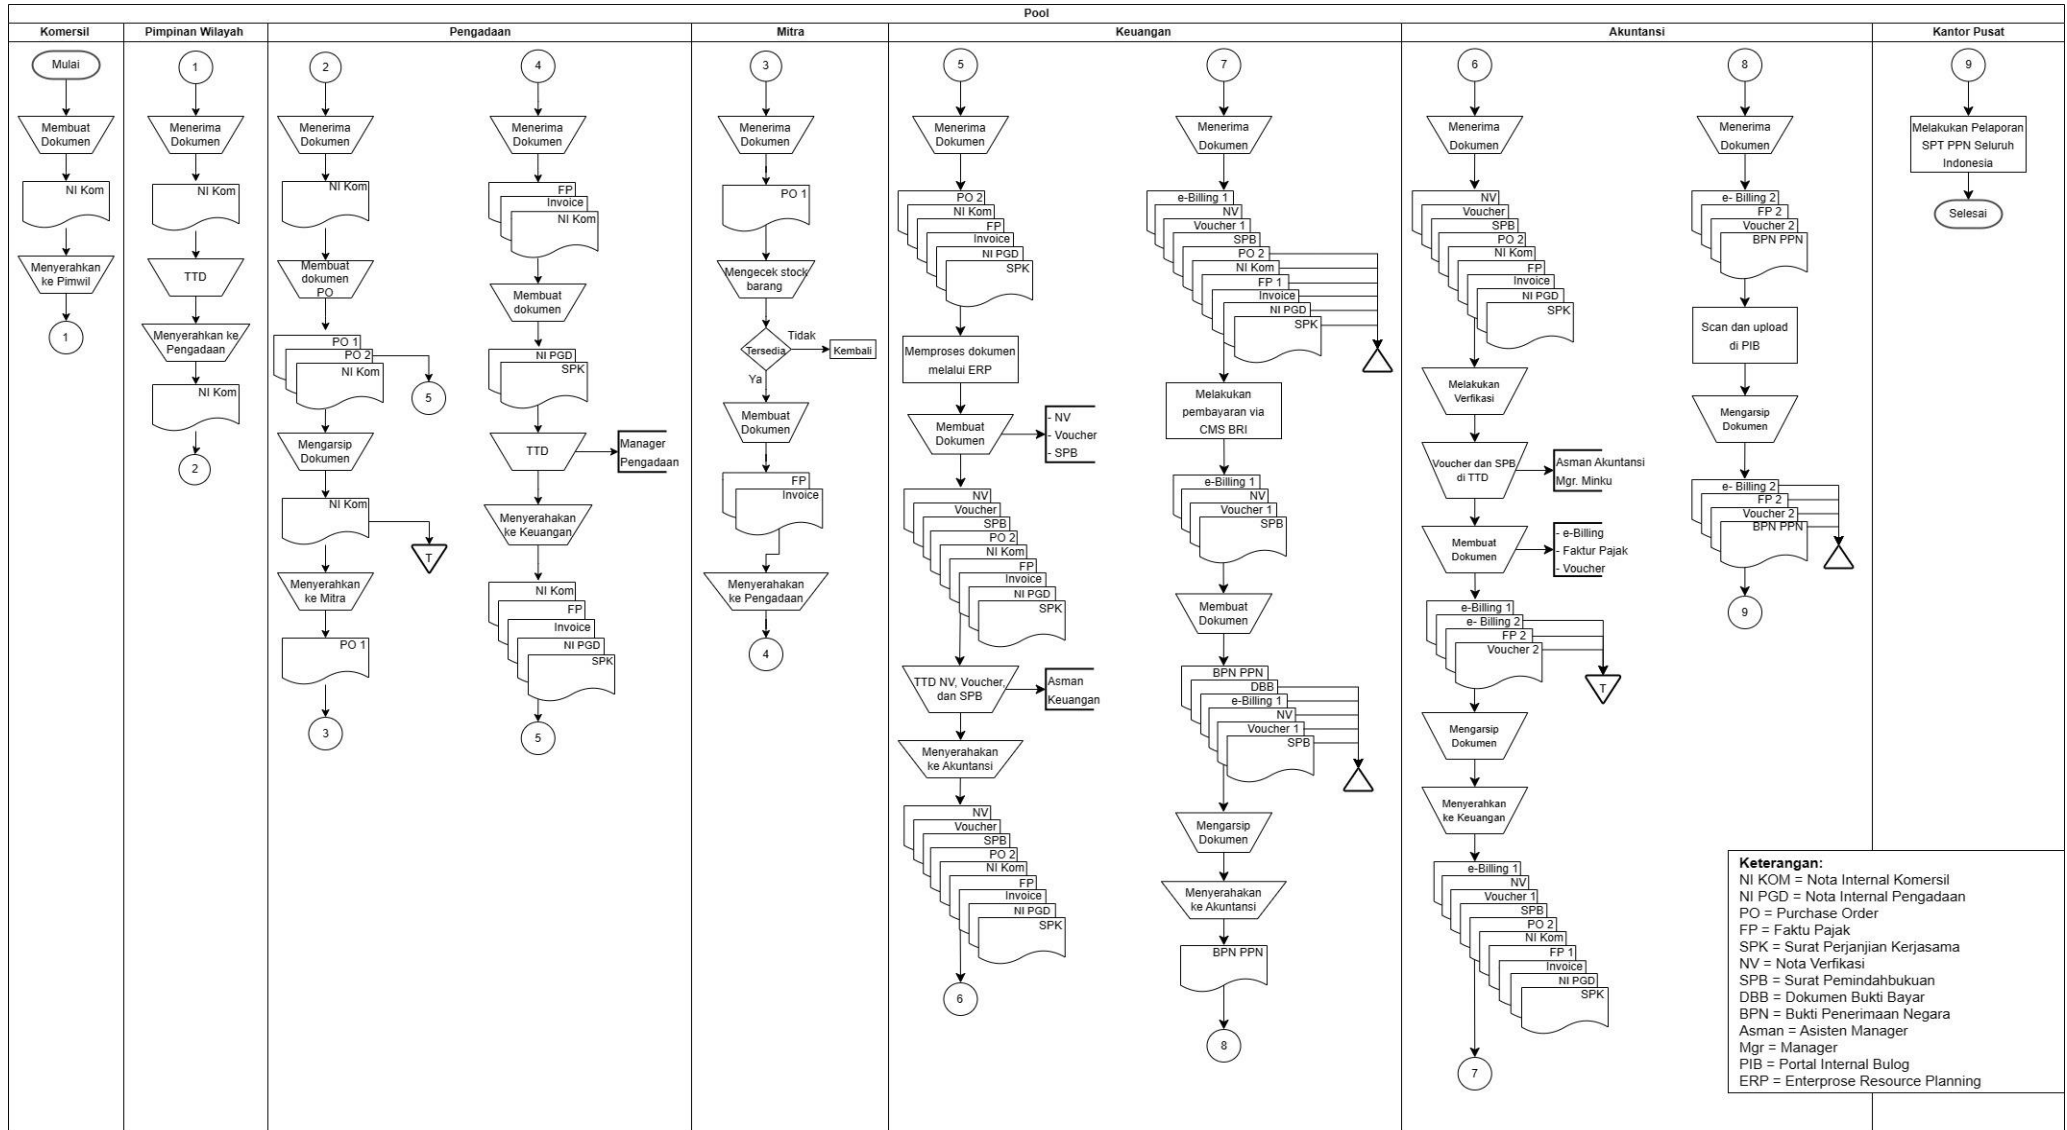 Pool
Komersil
Mulai
Membuat
Dokumen
NI Kom
Menyerahkan
ke Pimwil
1
Pimpinan Wilayah
1
Menerima
Dokumen
NI Kom
TTD
Menyerahkan ke
Pengadaan
NI Kom
2
Pengadaan
2
Menerima
Dokumen
NI Kom
Membuat
dokumen
PO
PO 1
PO 2
NI Kom
5
Mengarsip
Dokumen
NI Kom
T
Menyerahkan
ke Mitra
PO 1
3
4
Menerima
Dokumen
FP
Invoice
NI Kom
Membuat
dokumen
NI PGD
SPK
TTD
Manager
Pengadaan
Menyerahakan
ke Keuangan
NI Kom
FP
Invoice
NI PGD
SPK
5
Mitra
3
Menerima
Dokumen
PO 1
Mengecek stock
barang
Tersedia
Tidak
Kembali
Ya
Membuat
Dokumen
FP
Invoice
Menyerahakan
ke Pengadaan
4
Keuangan
5
Menerima
Dokumen
PO 2
NI Kom
FP
Invoice
NI PGD
SPK
Memproses dokumen
melalui ERP
Membuat
Dokumen
- NV
- Voucher
- SPB
NV
Voucher
SPB
PO 2
NI Kom
FP
Invoice
NI PGD
SPK
TTD NV, Voucher,
dan SPB
Asman
Keuangan
Menyerahakan
ke Akuntansi
NV
Voucher
SPB
PO 2
NI Kom
FP
Invoice
NI PGD
SPK
6
7
Menerima
Dokumen
e-Billing 1
NV
Voucher 1
SPB
PO 2
NI Kom
FP 1
Invoice
NI PGD
SPK
Melakukan
pembayaran via
CMS BRI
e-Billing 1
NV
Voucher 1
SPB
Membuat
Dokumen
BPN PPN
DBB
e-Billing 1
NV
Voucher 1
SPB
Mengarsip
Dokumen
Menyerahakan
ke Akuntansi
BPN PPN
8
Akuntansi
6
Menerima
Dokumen
NV
Voucher
SPB
PO 2
NI Kom
FP
Invoice
NI PGD
SPK
Melakukan
Verfikasi
Voucher dan SPB
di TTD
Asman Akuntansi
Mgr. Minku
Membuat
Dokumen
- e-Billing
- Faktur Pajak
- Voucher
e-Billing 1
e- Billing 2
FP 2
Voucher 2
T
Mengarsip
Dokumen
Menyerahkan
ke Keuangan
e-Billing 1
NV
Voucher 1
SPB
PO 2
NI Kom
FP 1
Invoice
NI PGD
SPK
7
8
Menerima
Dokumen
e- Billing 2
FP 2
Voucher 2
BPN PPN
Scan dan upload
di PIB
Mengarsip
Dokumen
e- Billing 2
FP 2
Voucher 2
BPN PPN
9
Kantor Pusat
9
Melakukan Pelaporan
SPT PPN Seluruh
Indonesia
Selesai
Keterangan:
NI KOM = Nota Internal Komersil
NI PGD = Nota Internal Pengadaan
PO = Purchase Order
FP = Faktu Pajak
SPK = Surat Perjanjian Kerjasama
NV = Nota Verfikasi
SPB = Surat Pemindahbukuan
DBB = Dokumen Bukti Bayar
BPN = Bukti Penerimaan Negara
Asman = Asisten Manager
Mgr = Manager
PIB = Portal Internal Bulog
ERP = Enterprose Resource Planning